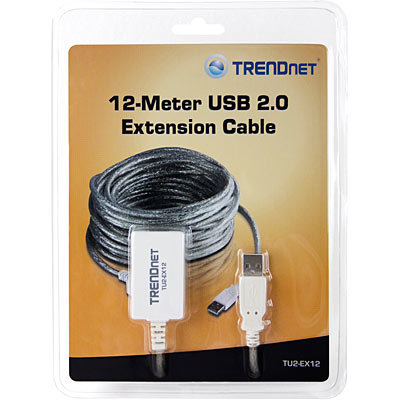 TRENDNET
12-Meter USB 2.0
Extension Cable
TRENDNET
TU2-EX12
TU2-EX12